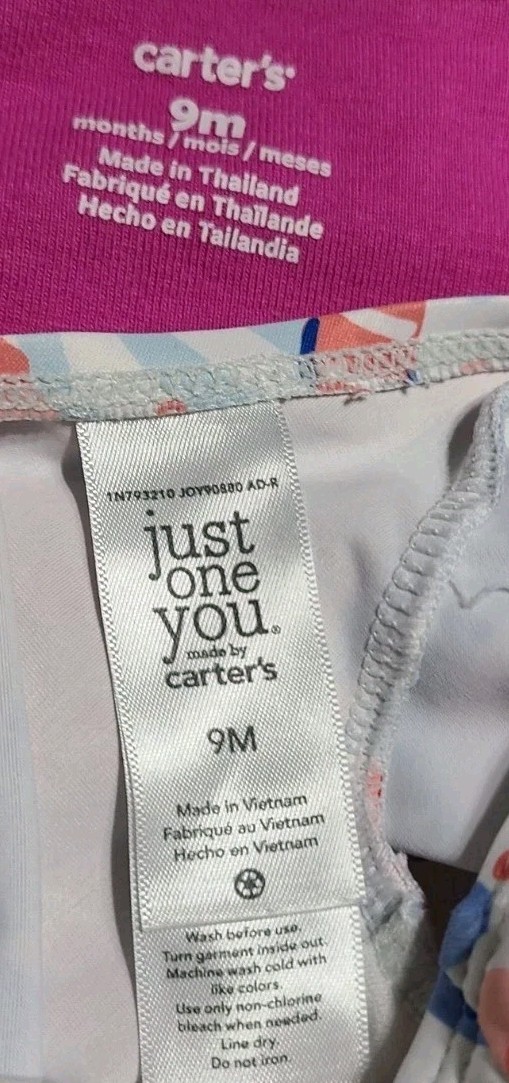 carter's
9m
months / mois / meses
Made in Thailand
Fabriqué en Thaïlande
Hecho en Tailandia
1N793210 JOY90880 AD-R
just
one
you.®
made by
carter's
9M
Made in Vietnam
Fabriqué au Vietnam
Hecho en Vietnam
Wash before use.
Turn garment inside out.
Machine wash cold with
like colors.
Use only non-chlorine
bleach when needed.
Line dry.
Do not iron.